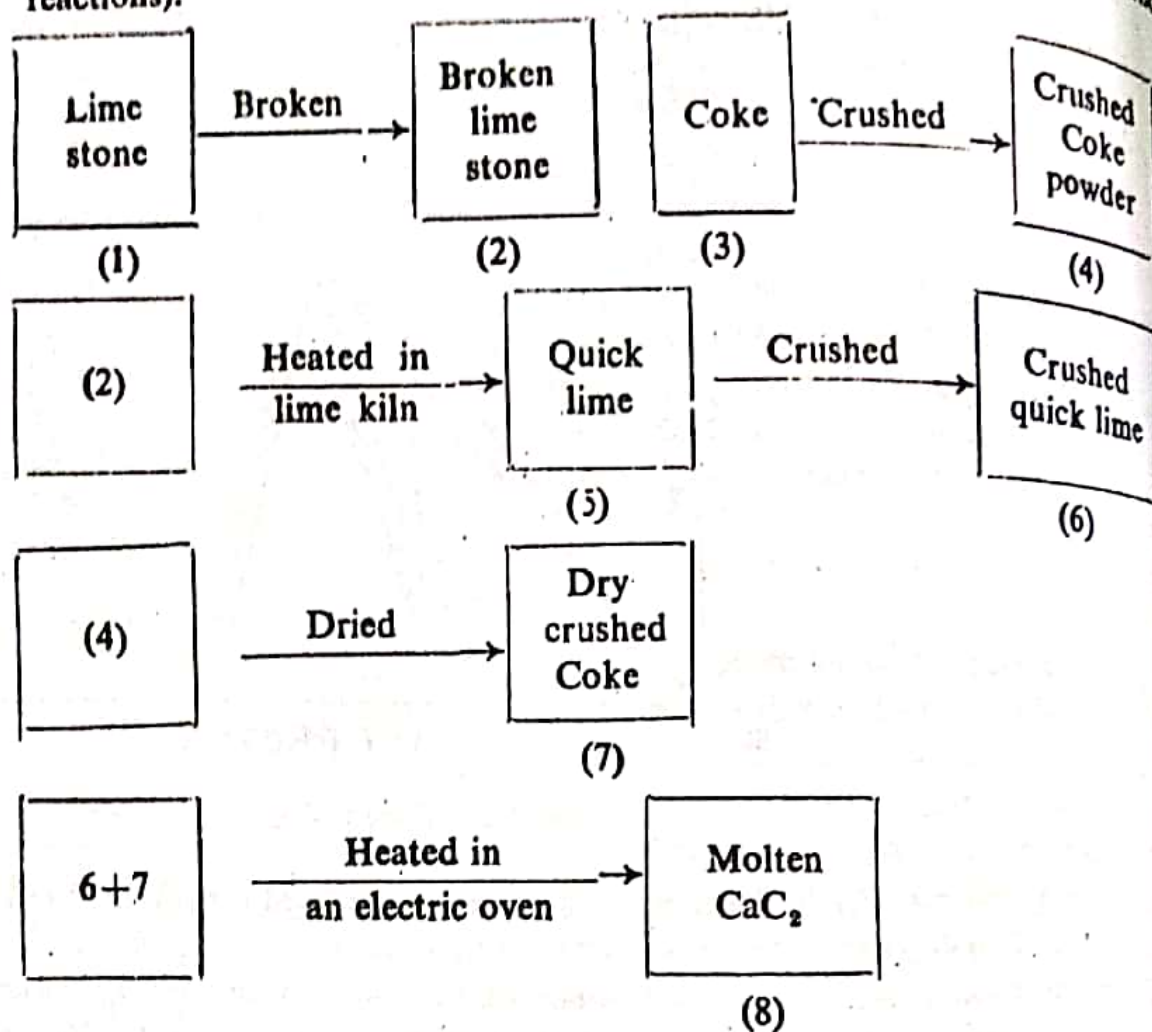 reactions).
Lime
stone
Broken
Broken
lime
stone
Coke
Crushed
Crushed
Coke
powder
(1)
(2)
(3)
(4)
(2)
Heated in
lime kiln
Quick
lime
Crushed
Crushed
quick lime
(5)
(6)
(4)
Dried
Dry
crushed
Coke
(7)
6+7
Heated in
an electric oven
Molten
CaC₂
(8)